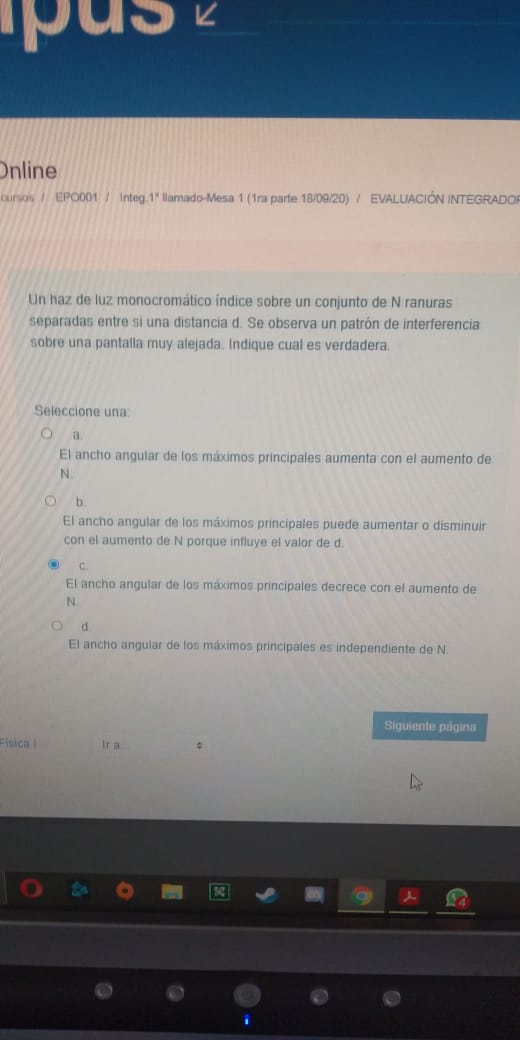 Online
cursos / EPO001 / Integ.1° llamado-Mesa 1 (1ra parte 18/09/20) / EVALUACIÓN INTEGRADOR
Un haz de luz monocromático índice sobre un conjunto de N ranuras
separadas entre si una distancia d. Se observa un patrón de interferencia
sobre una pantalla muy alejada. Indique cual es verdadera.
Seleccione una:
a.
El ancho angular de los máximos principales aumenta con el aumento de
N.
b.
El ancho angular de los máximos principales puede aumentar o disminuir
con el aumento de N porque influye el valor de d.
c.
El ancho angular de los máximos principales decrece con el aumento de
N.
d.
El ancho angular de los máximos principales es independiente de N.
Siguiente página
Física I
Ir a...
4